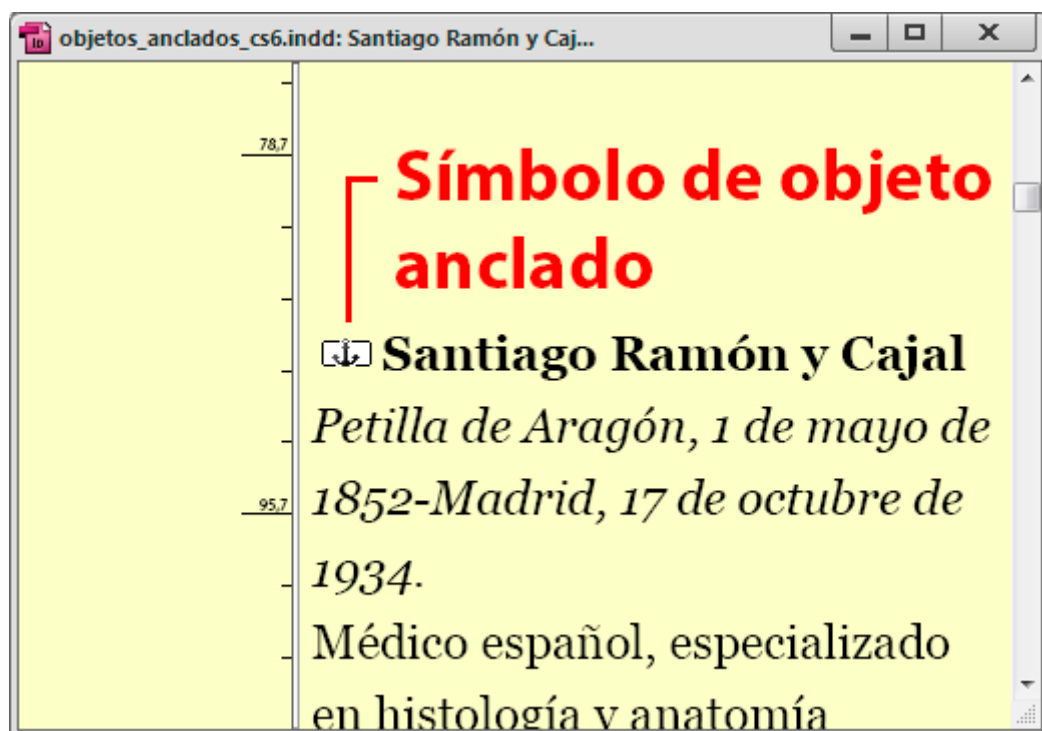 objetos_anclados_cs6.indd: Santiago Ramón y Caj...
78,7
Símbolo de objeto
anclado
Santiago Ramón y Cajal
Petilla de Aragón, 1 de mayo de
95,7
1852-Madrid, 17 de octubre de
1934.
Médico español, especializado
en histología y anatomía